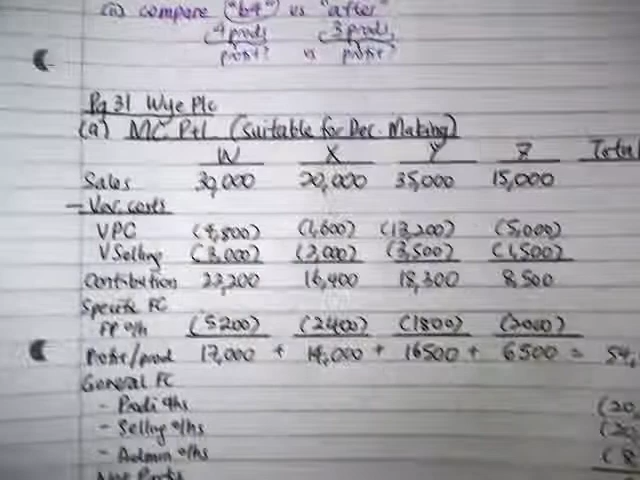 (ii) compare "b4" vs "after"
4 prods 3 prods
profit? vs profit?
Pg 31 Wye Plc
(a) MC P+L (suitable for Dec. Making)
W X Y Z Total
Sales 30,000 20,000 35,000 15,000
- Var. costs
VPC (4,800) (1,600) (13,200) (5,000)
V Selling (3,000) (2,000) (3,500) (1,500)
Contribution 22,200 16,400 18,300 8,500
Specific FC
FP o/h (5200) (2400) (1800) (2000)
Profit/prod 17,000 + 14,000 + 16500 + 6500 = 54,
General FC
- Prodn o/hs (20,
- Selling o/hs (20
- Admin o/hs (8